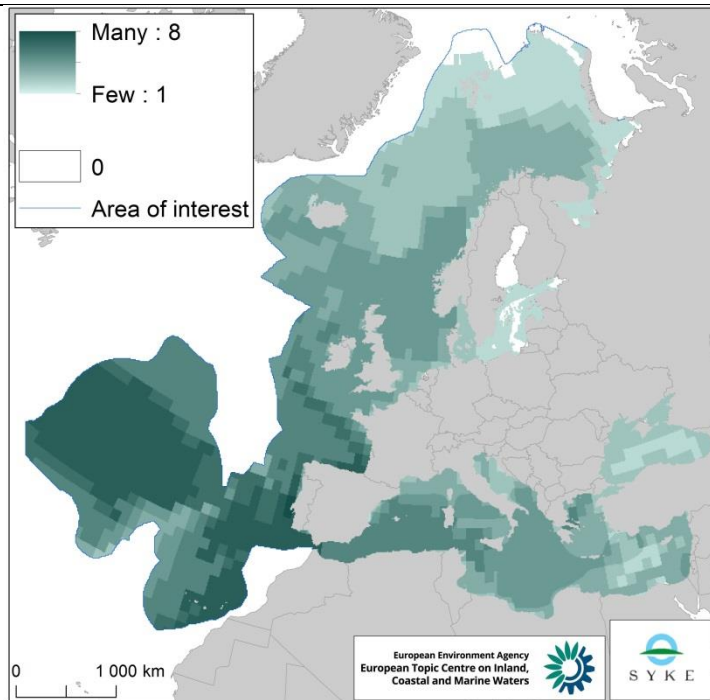 Many : 8
Few : 1
0
Area of interest
0
1 000 km
European Environment Agency
European Topic Centre on Inland,
Coastal and Marine Waters
SYKE